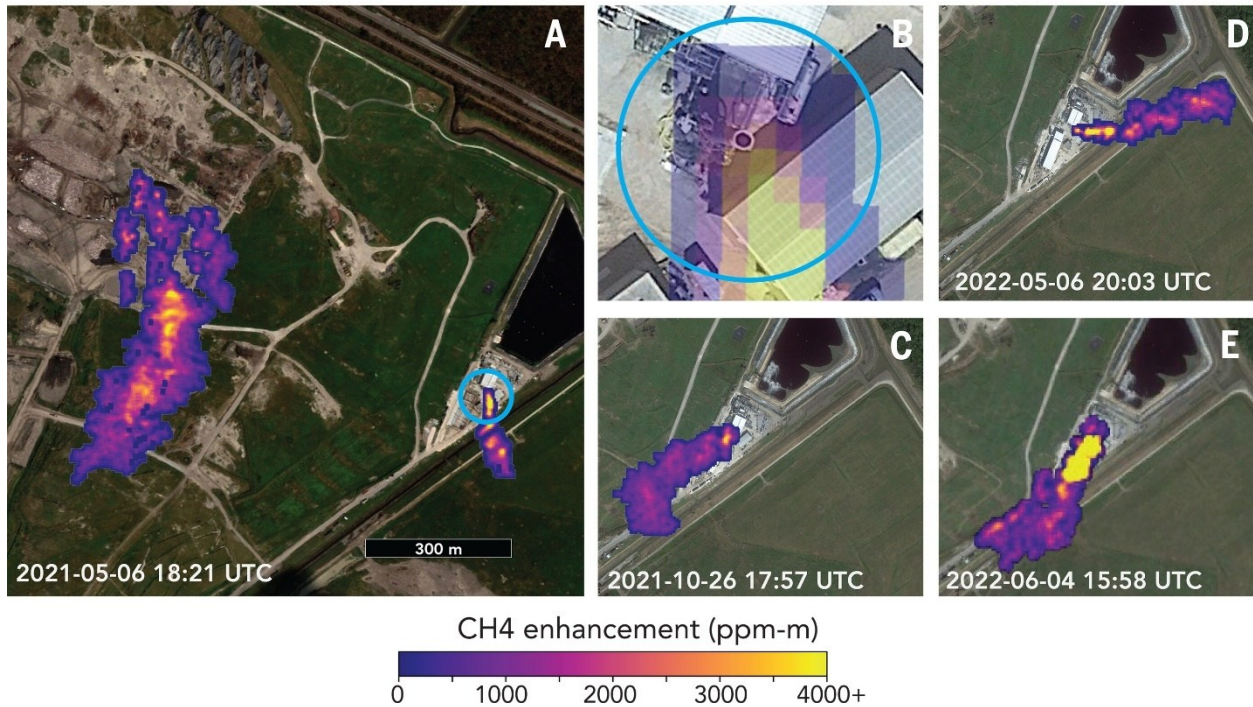 A
300 m
2021-05-06 18:21 UTC
B
C
2021-10-26 17:57 UTC
D
2022-05-06 20:03 UTC
E
2022-06-04 15:58 UTC
CH4 enhancement (ppm-m)
0 1000 2000 3000 4000+